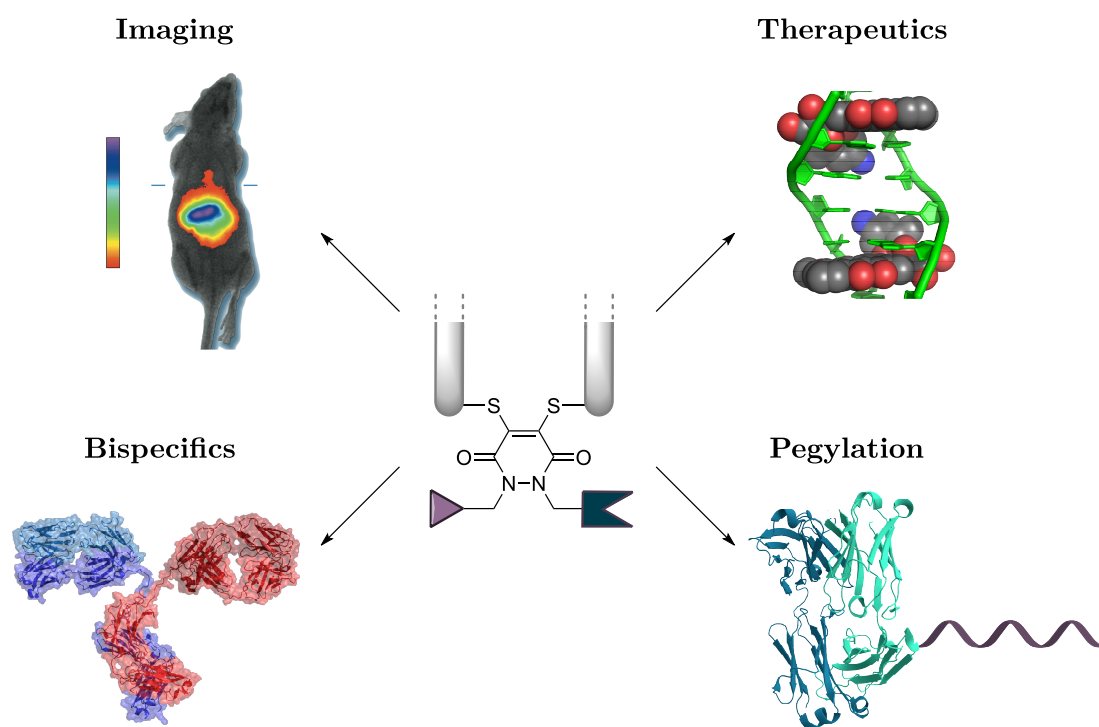 Imaging
Therapeutics
S
S
O
O
N
N
Bispecifics
Pegylation